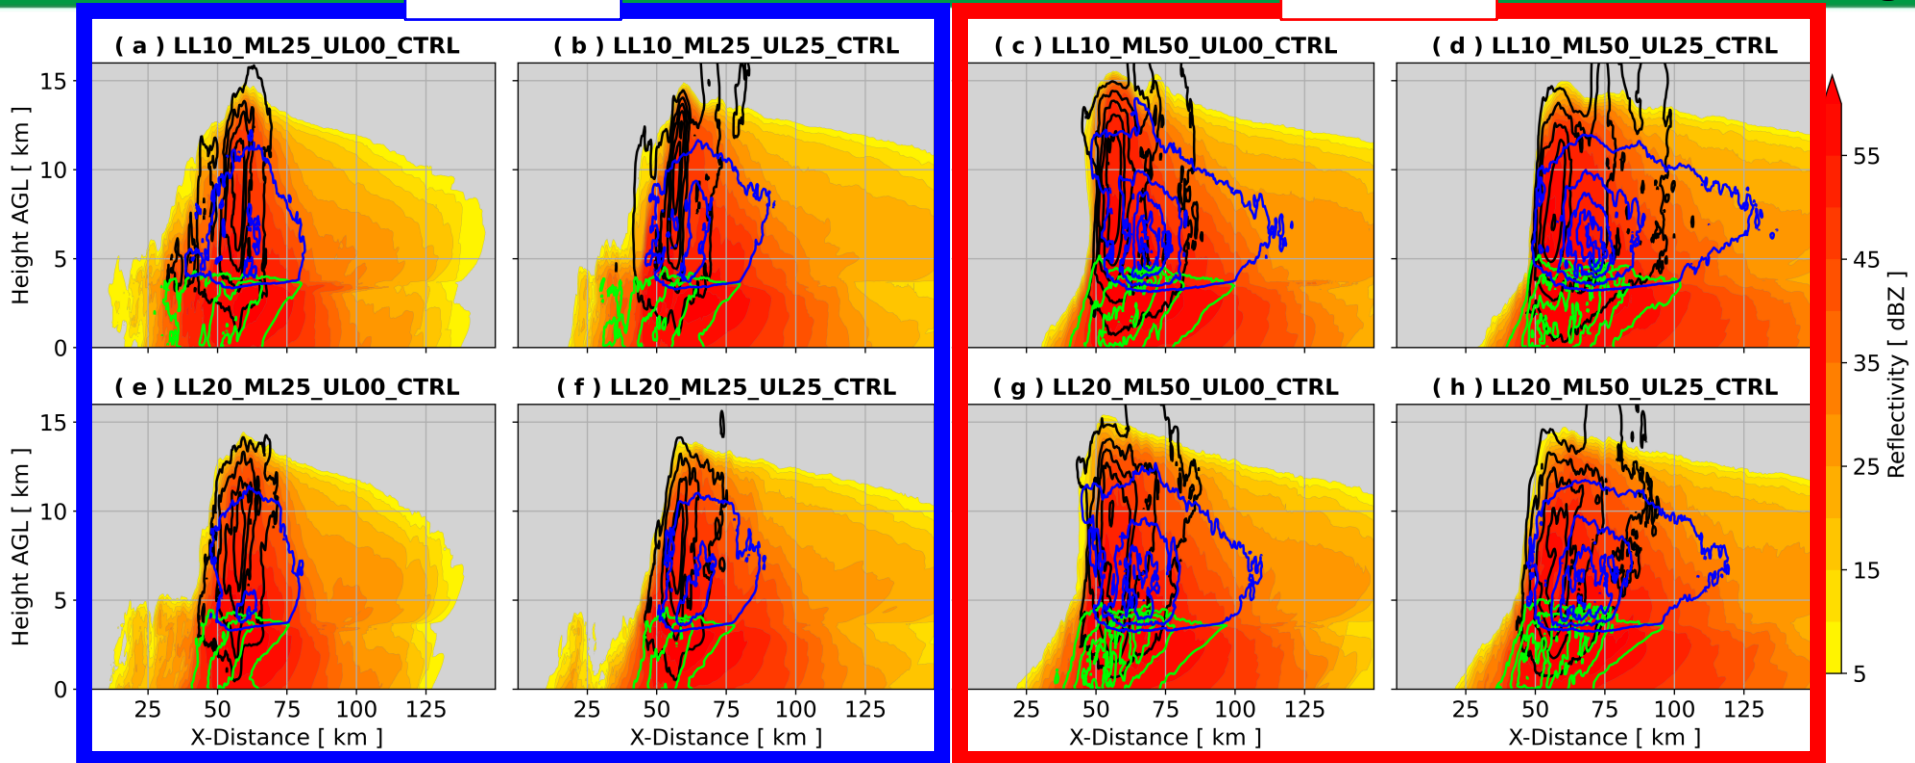 ( a ) LL10_ML25_UL00_CTRL
( b ) LL10_ML25_UL25_CTRL
( c ) LL10_ML50_UL00_CTRL
( d ) LL10_ML50_UL25_CTRL
15
10
5
0
Height AGL [ km ]
( e ) LL20_ML25_UL00_CTRL
( f ) LL20_ML25_UL25_CTRL
( g ) LL20_ML50_UL00_CTRL
( h ) LL20_ML50_UL25_CTRL
15
10
5
0
Height AGL [ km ]
25 50 75 100 125
25 50 75 100 125
25 50 75 100 125
25 50 75 100 125
X-Distance [ km ]
X-Distance [ km ]
X-Distance [ km ]
X-Distance [ km ]
55
45
35
25
15
5
Reflectivity [ dBZ ]